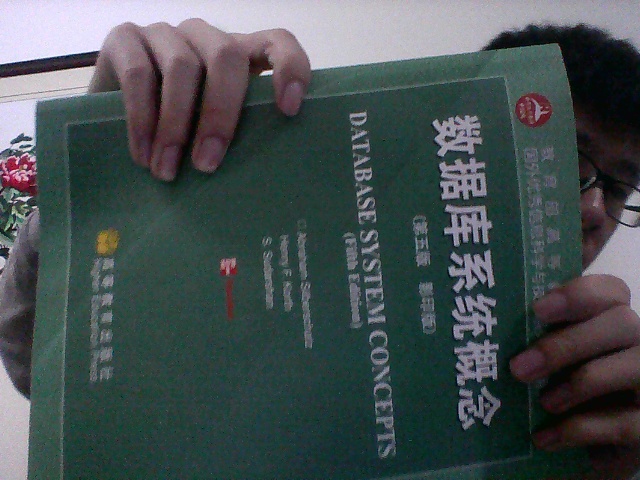 数据库系统概念
(第五版 影印版)
DATABASE SYSTEM CONCEPTS
(Fifth Edition)
Abraham Silberschatz
Henry F. Korth
S. Sudarshan
高等教育出版社
Higher Education Press